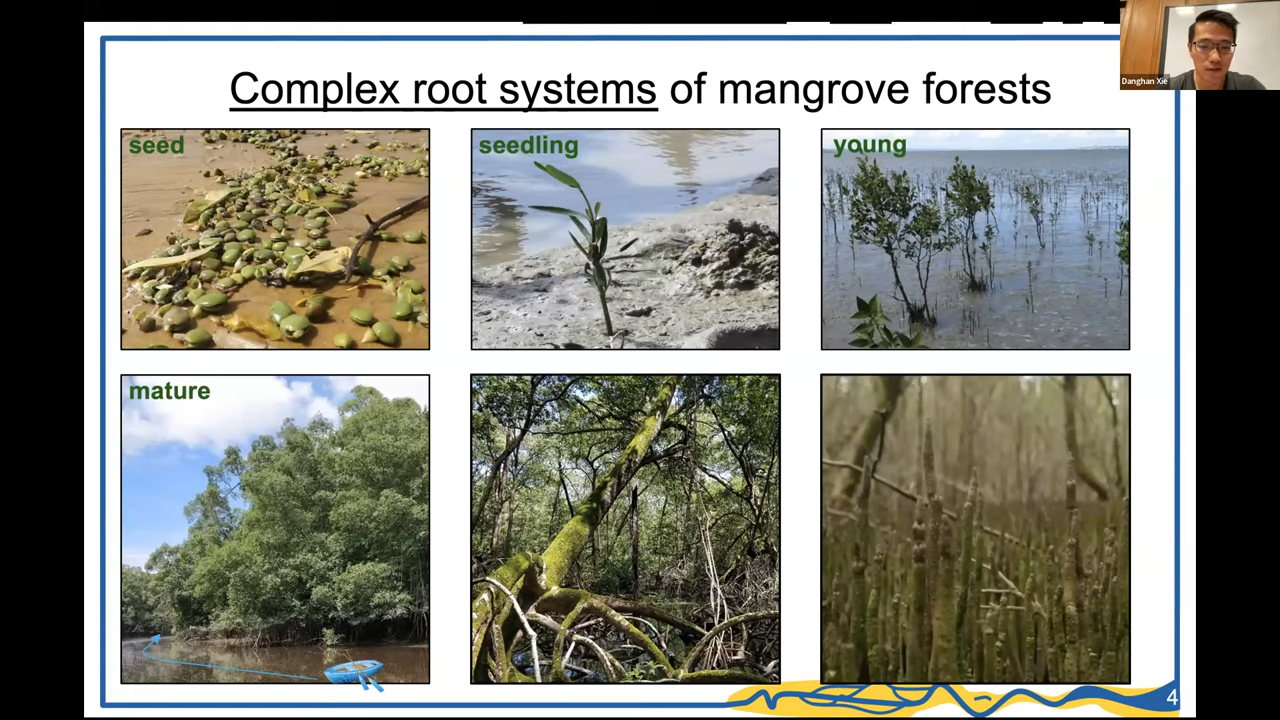 Complex root systems of mangrove forests
Danghan Xie
seed
seedling
young
mature
4